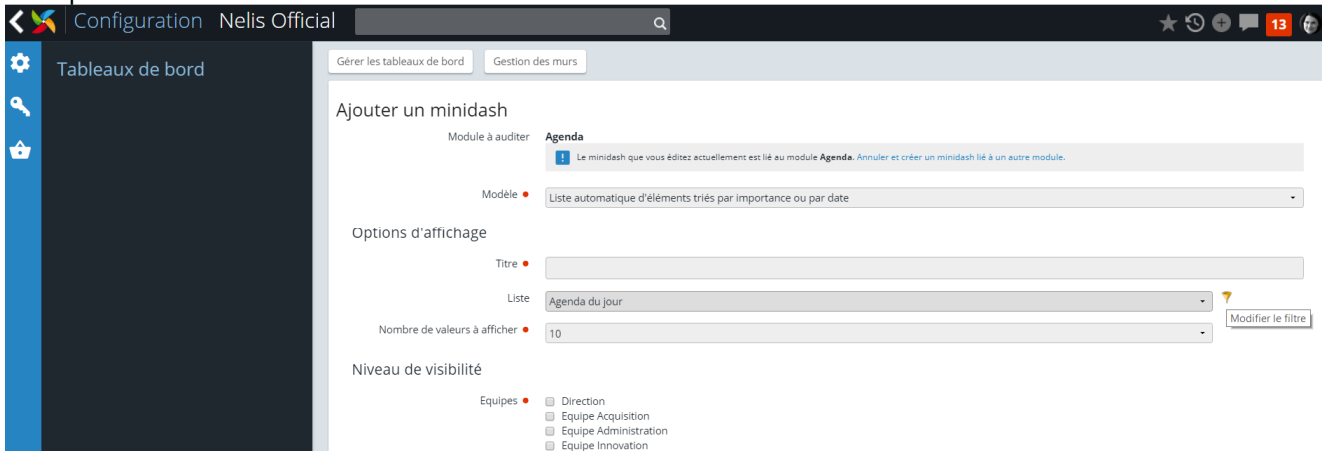 Configuration Nelis Official
13
Tableaux de bord
Gérer les tableaux de bord Gestion des murs
Ajouter un minidash
Module à auditer Agenda
! Le minidash que vous éditez actuellement est lié au module Agenda. Annuler et créer un minidash lié à un autre module.
Modèle Liste automatique d'éléments triés par importance ou par date
Options d'affichage
Titre
Liste Agenda du jour
Modifier le filtre
Nombre de valeurs à afficher 10
Niveau de visibilité
Equipes Direction
Equipe Acquisition
Equipe Administration
Equipe Innovation